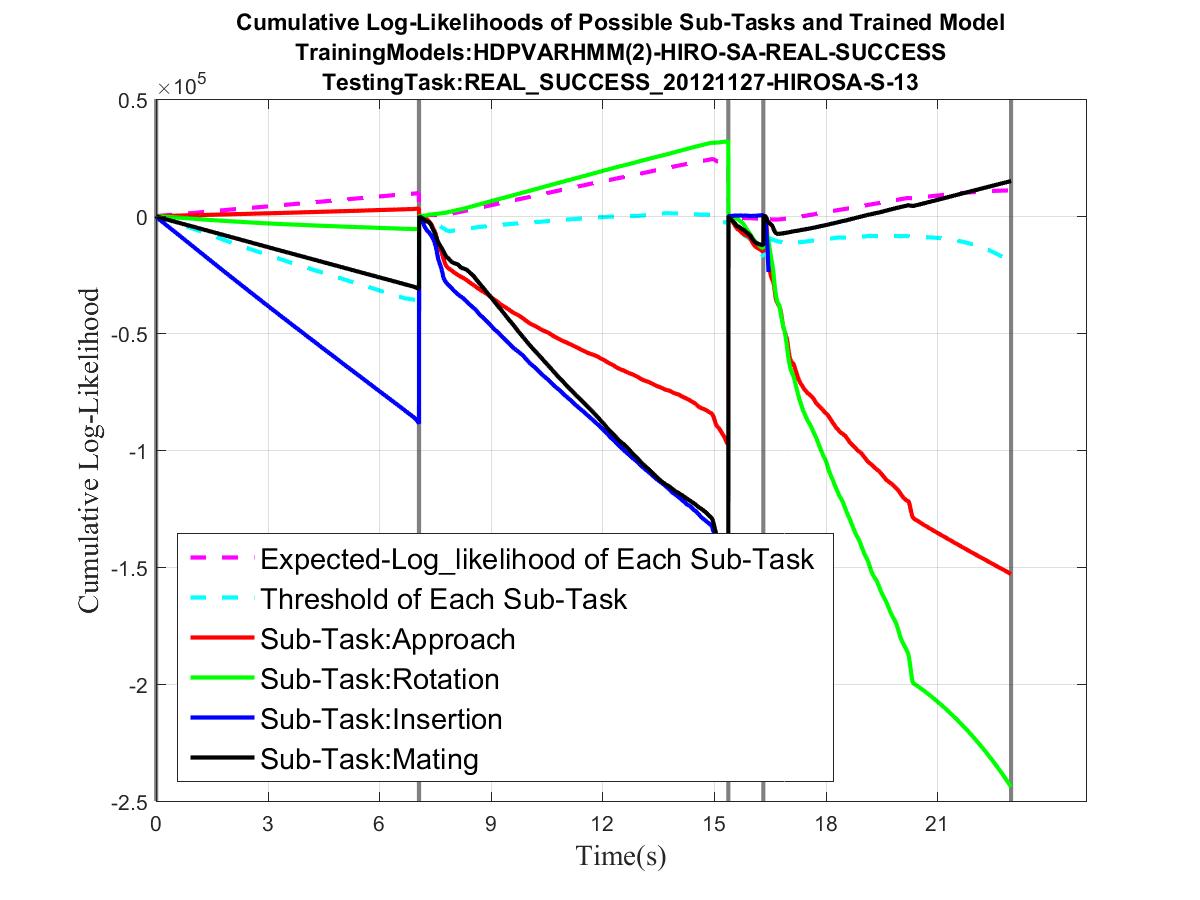 Cumulative Log-Likelihoods of Possible Sub-Tasks and Trained Model
TrainingModels:HDPVARHMM(2)-HIRO-SA-REAL-SUCCESS
TestingTask:REAL_SUCCESS_20121127-HIROSA-S-13
×10^5
0.5
0
-0.5
-1
-1.5
-2
-2.5
Cumulative Log-Likelihood
Expected-Log_likelihood of Each Sub-Task
Threshold of Each Sub-Task
Sub-Task:Approach
Sub-Task:Rotation
Sub-Task:Insertion
Sub-Task:Mating
0 3 6 9 12 15 18 21
Time(s)